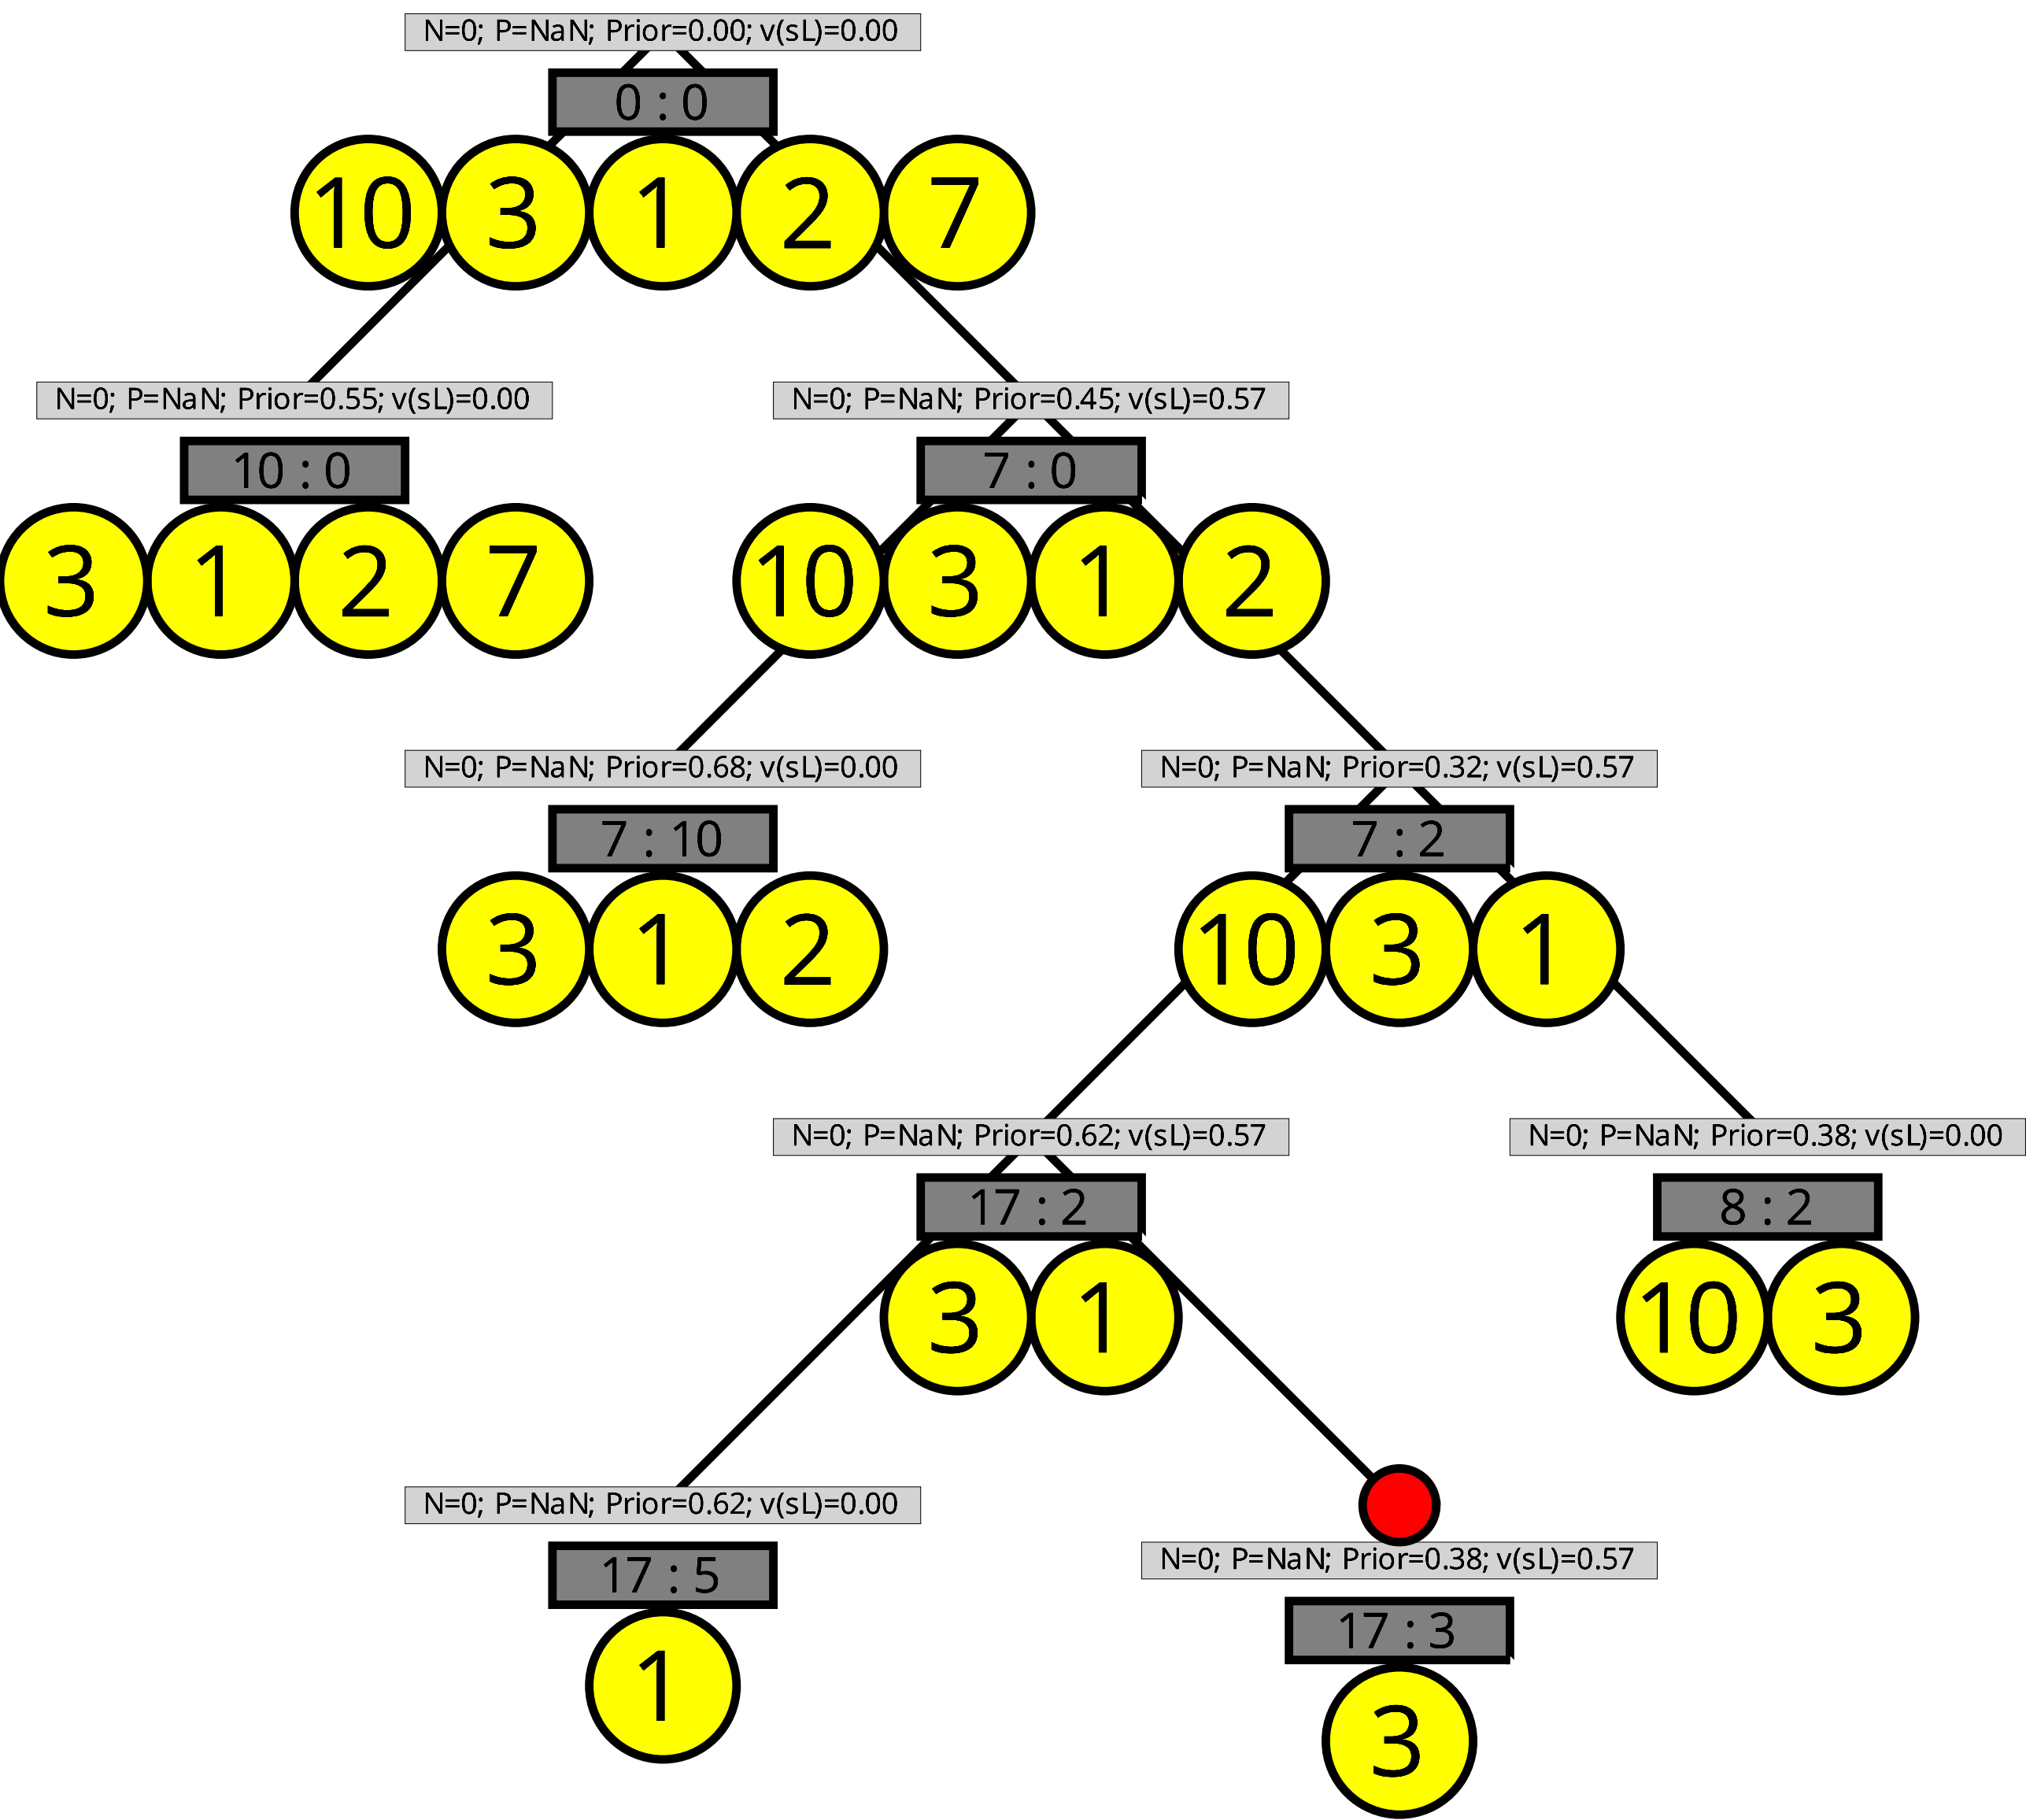 N=0; P=NaN; Prior=0.00; v(sL)=0.00
0 : 0
10 3 1 2 7
N=0; P=NaN; Prior=0.55; v(sL)=0.00
N=0; P=NaN; Prior=0.45; v(sL)=0.57
10 : 0
7 : 0
3 1 2 7
10 3 1 2
N=0; P=NaN; Prior=0.68; v(sL)=0.00
N=0; P=NaN; Prior=0.32; v(sL)=0.57
7 : 10
7 : 2
3 1 2
10 3 1
N=0; P=NaN; Prior=0.62; v(sL)=0.57
N=0; P=NaN; Prior=0.38; v(sL)=0.00
17 : 2
8 : 2
3 1
10 3
N=0; P=NaN; Prior=0.62; v(sL)=0.00
N=0; P=NaN; Prior=0.38; v(sL)=0.57
17 : 5
17 : 3
1
3